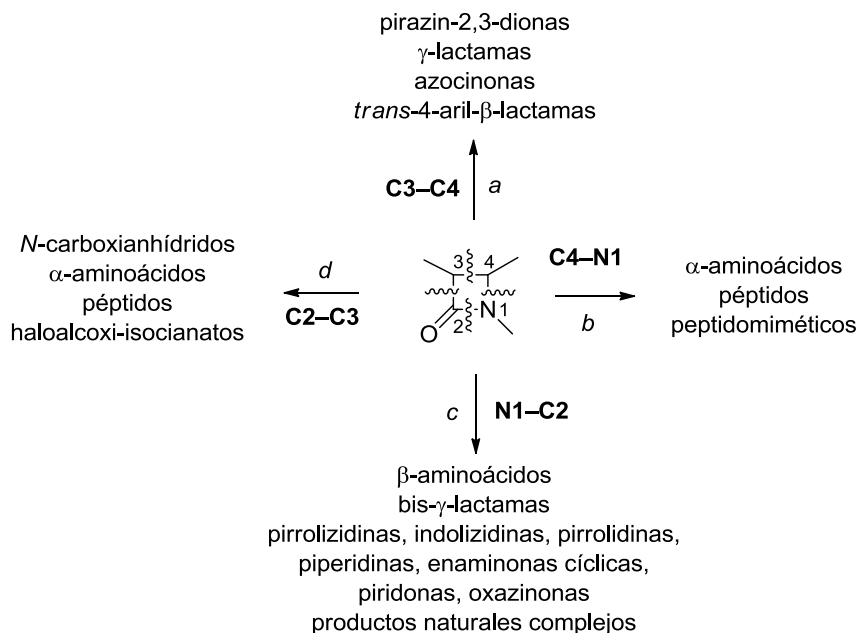 pirazin-2,3-dionas
γ-lactamas
azocinonas
trans-4-aril-β-lactamas
C3–C4 a
N-carboxianhídridos
α-aminoácidos
péptidos
haloalcoxi-isocianatos
d
C2–C3
3 4
O 2 N 1
C4–N1
b
α-aminoácidos
péptidos
peptidomiméticos
c N1–C2
β-aminoácidos
bis-γ-lactamas
pirrolizidinas, indolizidinas, pirrolidinas,
piperidinas, enaminonas cíclicas,
piridonas, oxazinonas
productos naturales complejos